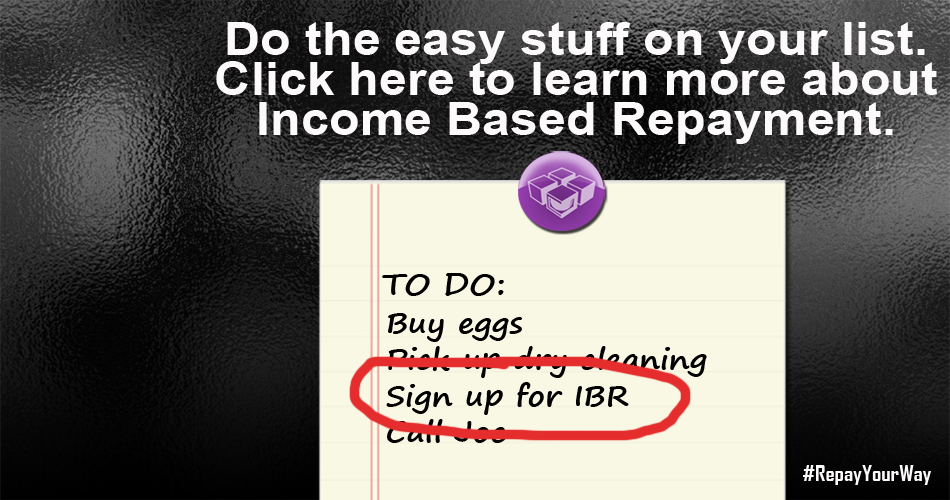 Do the easy stuff on your list.
Click here to learn more about
Income Based Repayment.
TO DO:
Buy eggs
Pick up dry cleaning
Sign up for IBR
Call Joe
#RepayYourWay